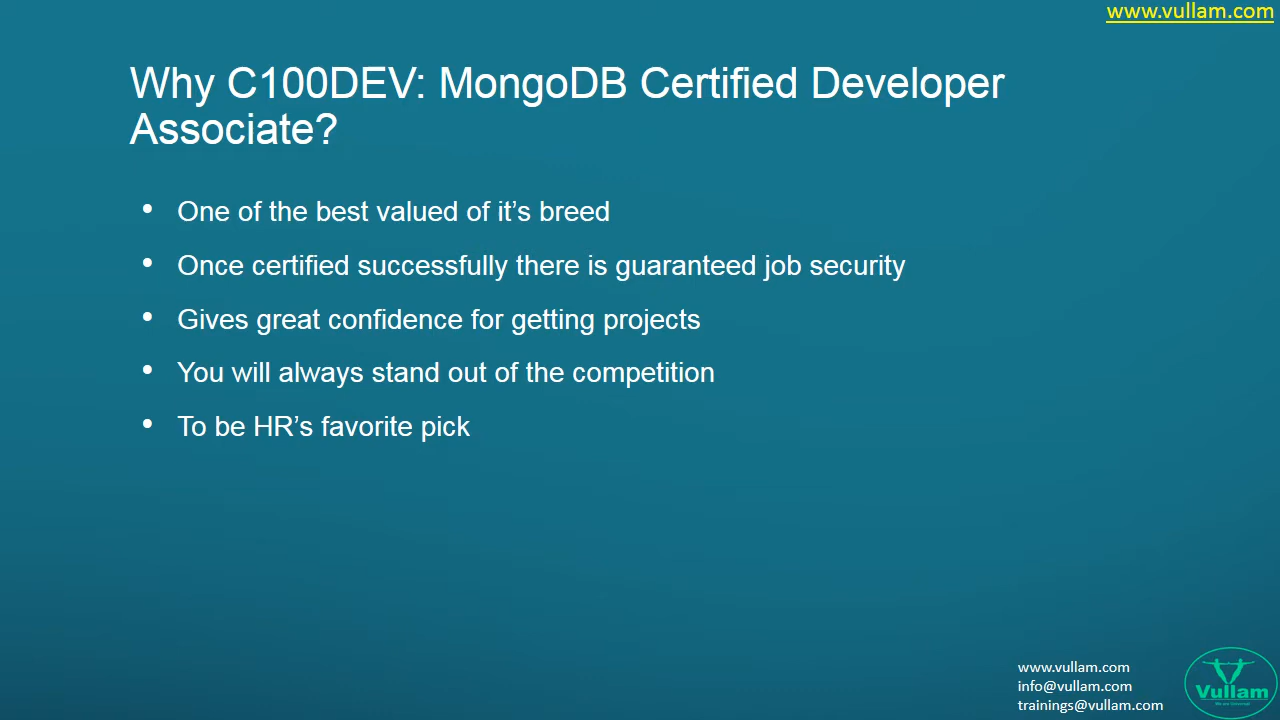 www.vullam.com
Why C100DEV: MongoDB Certified Developer
Associate?
• One of the best valued of it’s breed
• Once certified successfully there is guaranteed job security
• Gives great confidence for getting projects
• You will always stand out of the competition
• To be HR’s favorite pick
www.vullam.com
info@vullam.com
trainings@vullam.com
Vullam